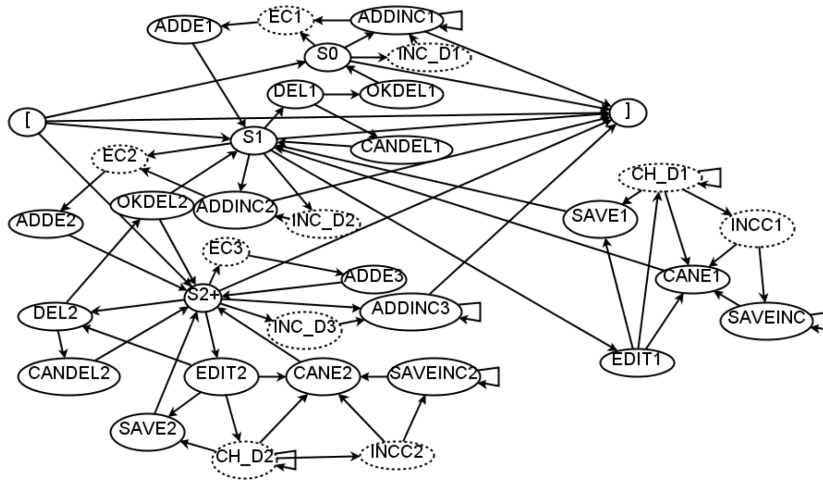 ADDE1
EC1
ADDINC1
S0
INC_D1
DEL1
OKDEL1
[
]
S1
CANDEL1
EC2
CH_D1
OKDEL2
ADDINC2
SAVE1
ADDE2
INC_D2
INCC1
EC3
ADDE3
CANE1
S2+
DEL2
INC_D3
ADDINC3
SAVEINC
EDIT1
CANDEL2
EDIT2
CANE2
SAVEINC2
SAVE2
CH_D2
INCC2